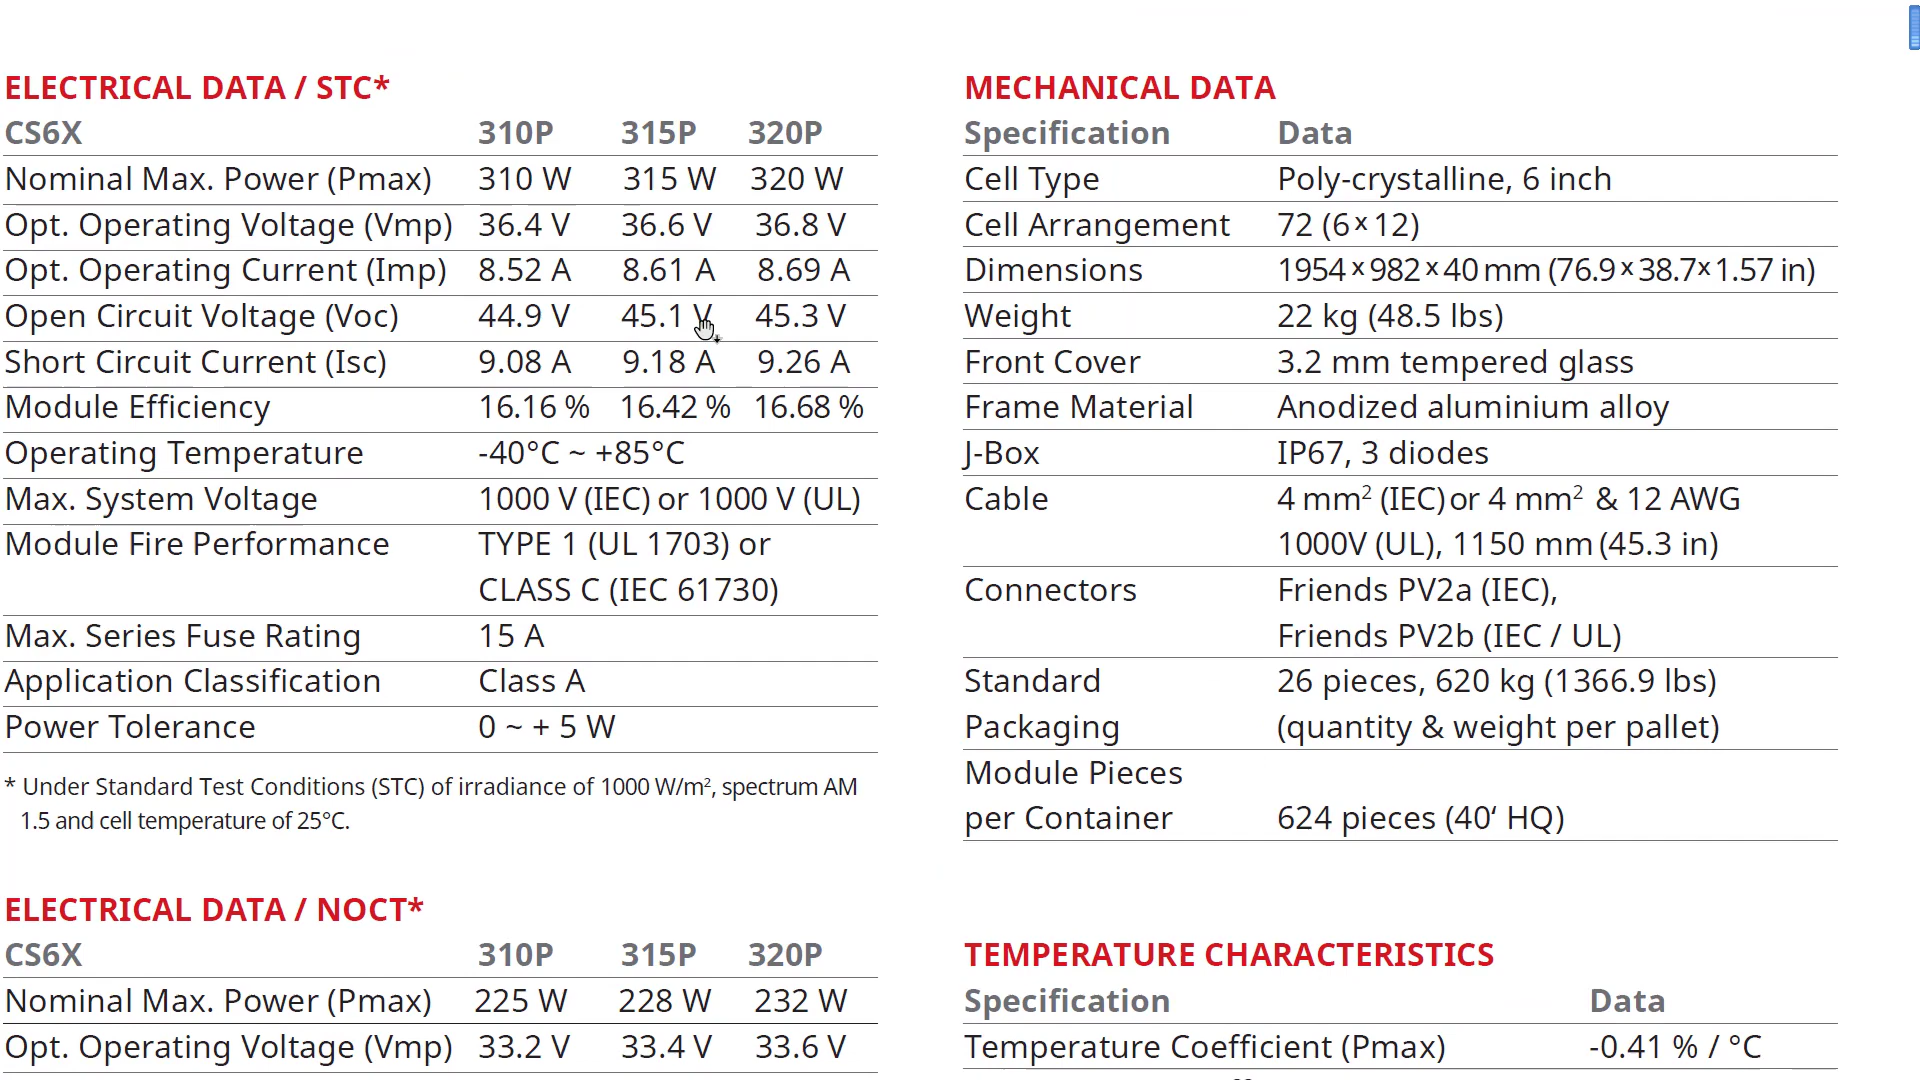 ELECTRICAL DATA / STC*
CS6X 310P 315P 320P
Nominal Max. Power (Pmax) 310 W 315 W 320 W
Opt. Operating Voltage (Vmp) 36.4 V 36.6 V 36.8 V
Opt. Operating Current (Imp) 8.52 A 8.61 A 8.69 A
Open Circuit Voltage (Voc) 44.9 V 45.1 V 45.3 V
Short Circuit Current (Isc) 9.08 A 9.18 A 9.26 A
Module Efficiency 16.16 % 16.42 % 16.68 %
Operating Temperature -40°C ~ +85°C
Max. System Voltage 1000 V (IEC) or 1000 V (UL)
Module Fire Performance TYPE 1 (UL 1703) or
CLASS C (IEC 61730)
Max. Series Fuse Rating 15 A
Application Classification Class A
Power Tolerance 0 ~ + 5 W
* Under Standard Test Conditions (STC) of irradiance of 1000 W/m², spectrum AM
1.5 and cell temperature of 25°C.
ELECTRICAL DATA / NOCT*
CS6X 310P 315P 320P
Nominal Max. Power (Pmax) 225 W 228 W 232 W
Opt. Operating Voltage (Vmp) 33.2 V 33.4 V 33.6 V
MECHANICAL DATA
Specification Data
Cell Type Poly-crystalline, 6 inch
Cell Arrangement 72 (6 x 12)
Dimensions 1954 x 982 x 40 mm (76.9 x 38.7 x 1.57 in)
Weight 22 kg (48.5 lbs)
Front Cover 3.2 mm tempered glass
Frame Material Anodized aluminium alloy
J-Box IP67, 3 diodes
Cable 4 mm² (IEC) or 4 mm² & 12 AWG
1000V (UL), 1150 mm (45.3 in)
Connectors Friends PV2a (IEC),
Friends PV2b (IEC / UL)
Standard 26 pieces, 620 kg (1366.9 lbs)
Packaging (quantity & weight per pallet)
Module Pieces
per Container 624 pieces (40‘ HQ)
TEMPERATURE CHARACTERISTICS
Specification Data
Temperature Coefficient (Pmax) -0.41 % / °C